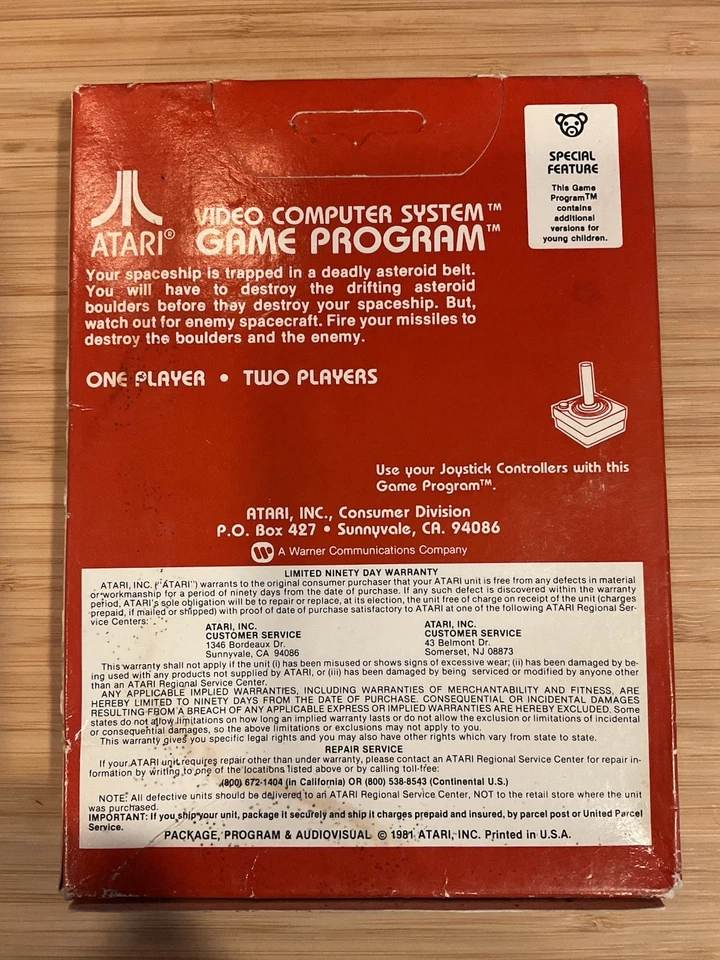 SPECIAL
FEATURE
This Game
Program™
contains
additional
versions for
young children.
ATARI®
VIDEO COMPUTER SYSTEM™
GAME PROGRAM™
Your spaceship is trapped in a deadly asteroid belt.
You will have to destroy the drifting asteroid
boulders before they destroy your spaceship. But,
watch out for enemy spacecraft. Fire your missiles to
destroy the boulders and the enemy.
ONE PLAYER • TWO PLAYERS
Use your Joystick Controllers with this
Game Program™.
ATARI, INC., Consumer Division
P.O. Box 427 • Sunnyvale, CA. 94086
A Warner Communications Company
LIMITED NINETY DAY WARRANTY
ATARI, INC. ("ATARI") warrants to the original consumer purchaser that your ATARI unit is free from any defects in material
or workmanship for a period of ninety days from the date of purchase. If any such defect is discovered within the warranty
period, ATARI's sole obligation will be to repair or replace, at its election, the unit free of charge on receipt of the unit (charges
prepaid, if mailed or shipped) with proof of date of purchase satisfactory to ATARI at one of the following ATARI Regional Ser-
vice Centers:
ATARI, INC.
CUSTOMER SERVICE
1346 Bordeaux Dr.
Sunnyvale, CA 94086
ATARI, INC.
CUSTOMER SERVICE
43 Belmont Dr.
Somerset, NJ 08873
This warranty shall not apply if the unit (i) has been misused or shows signs of excessive wear; (ii) has been damaged by be-
ing used with any products not supplied by ATARI, or (iii) has been damaged by being serviced or modified by anyone other
than an ATARI Regional Service Center.
ANY APPLICABLE IMPLIED WARRANTIES, INCLUDING WARRANTIES OF MERCHANTABILITY AND FITNESS, ARE
HEREBY LIMITED TO NINETY DAYS FROM THE DATE OF PURCHASE. CONSEQUENTIAL OR INCIDENTAL DAMAGES
RESULTING FROM A BREACH OF ANY APPLICABLE EXPRESS OR IMPLIED WARRANTIES ARE HEREBY EXCLUDED. Some
states do not allow limitations on how long an implied warranty lasts or do not allow the exclusion or limitations of incidental
or consequential damages, so the above limitations or exclusions may not apply to you.
This warranty gives you specific legal rights and you may also have other rights which vary from state to state.
REPAIR SERVICE
If your ATARI unit requires repair other than under warranty, please contact an ATARI Regional Service Center for repair in-
formation by writing to one of the locations listed above or by calling toll-free:
(800) 672-1404 (in California) OR (800) 538-8543 (Continental U.S.)
NOTE: All defective units should be delivered to an ATARI Regional Service Center, NOT to the retail store where the unit
was purchased.
IMPORTANT: If you ship your unit, package it securely and ship it charges prepaid and insured, by parcel post or United Parcel
Service.
PACKAGE, PROGRAM & AUDIOVISUAL © 1981 ATARI, INC. Printed in U.S.A.